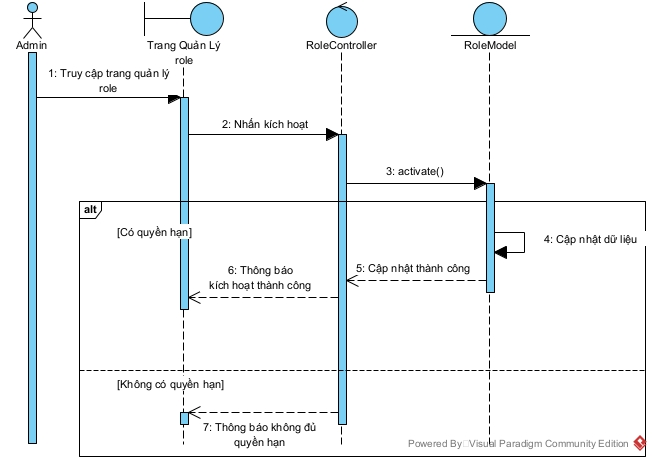 Admin
Trang Quản Lý
role
RoleController
RoleModel
1: Truy cập trang quản lý
role
2: Nhấn kích hoạt
3: activate()
alt
[Có quyền hạn]
4: Cập nhật dữ liệu
5: Cập nhật thành công
6: Thông báo
kích hoạt thành công
[Không có quyền hạn]
7: Thông báo không đủ
quyền hạn
Powered By Visual Paradigm Community Edition